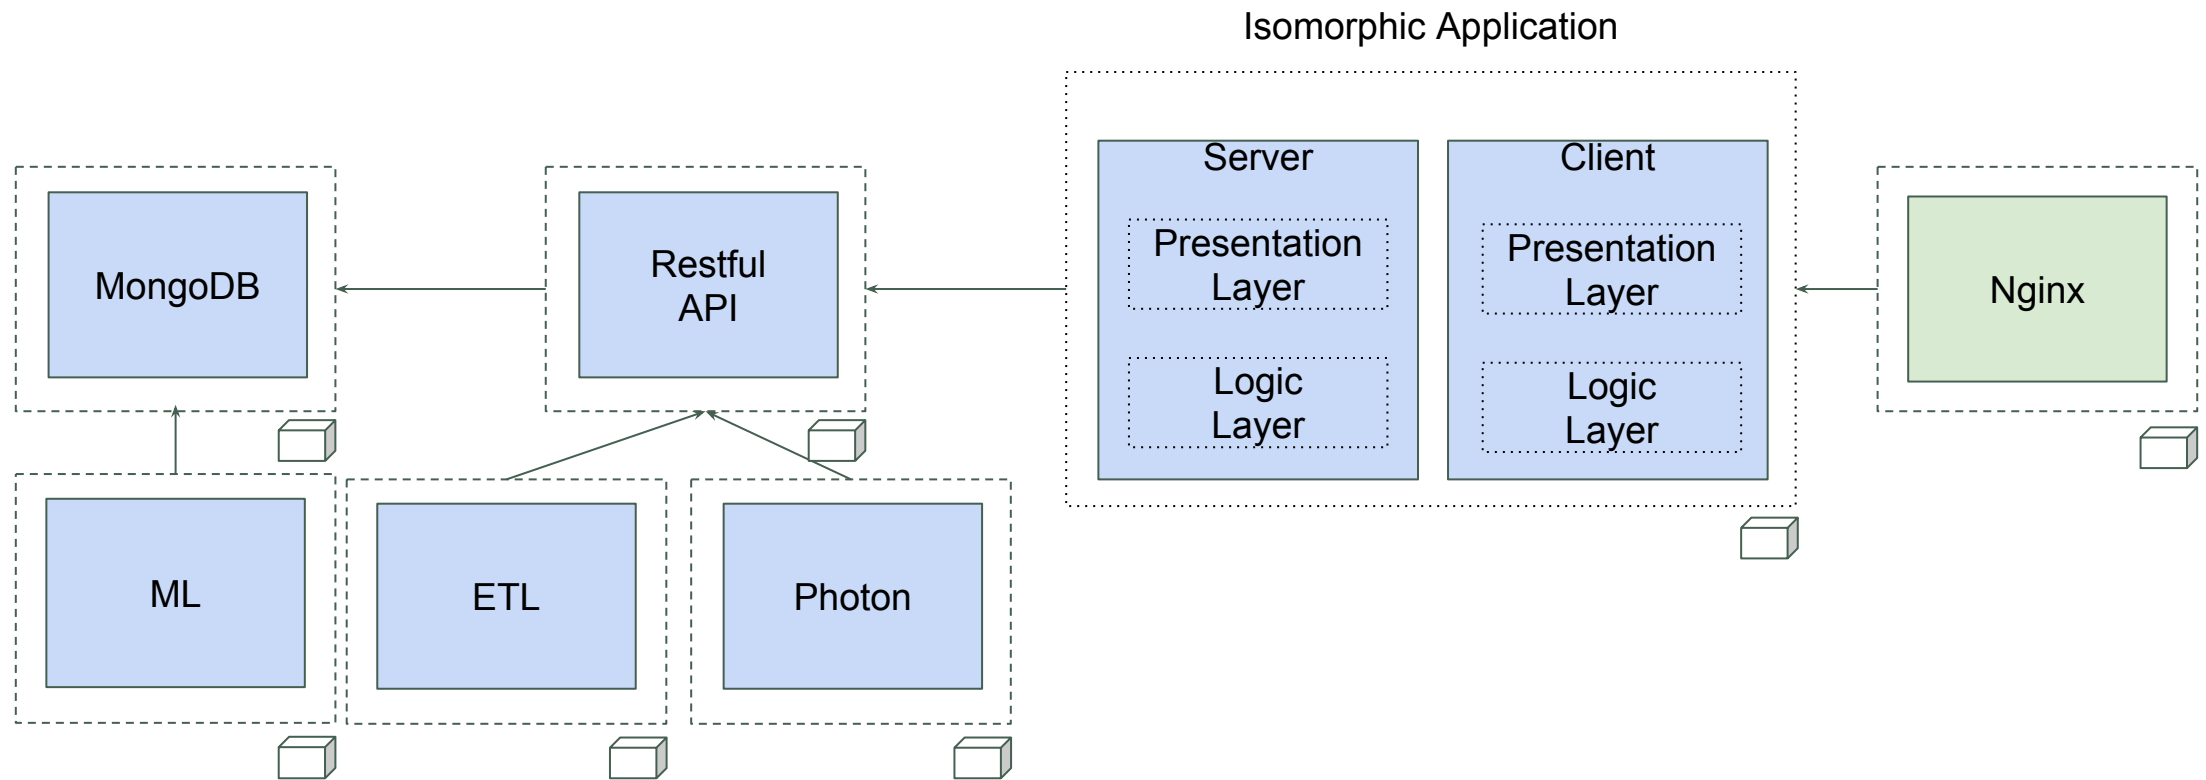 Isomorphic Application
MongoDB
Restful
API
Server
Presentation
Layer
Logic
Layer
Client
Presentation
Layer
Logic
Layer
Nginx
ML
ETL
Photon